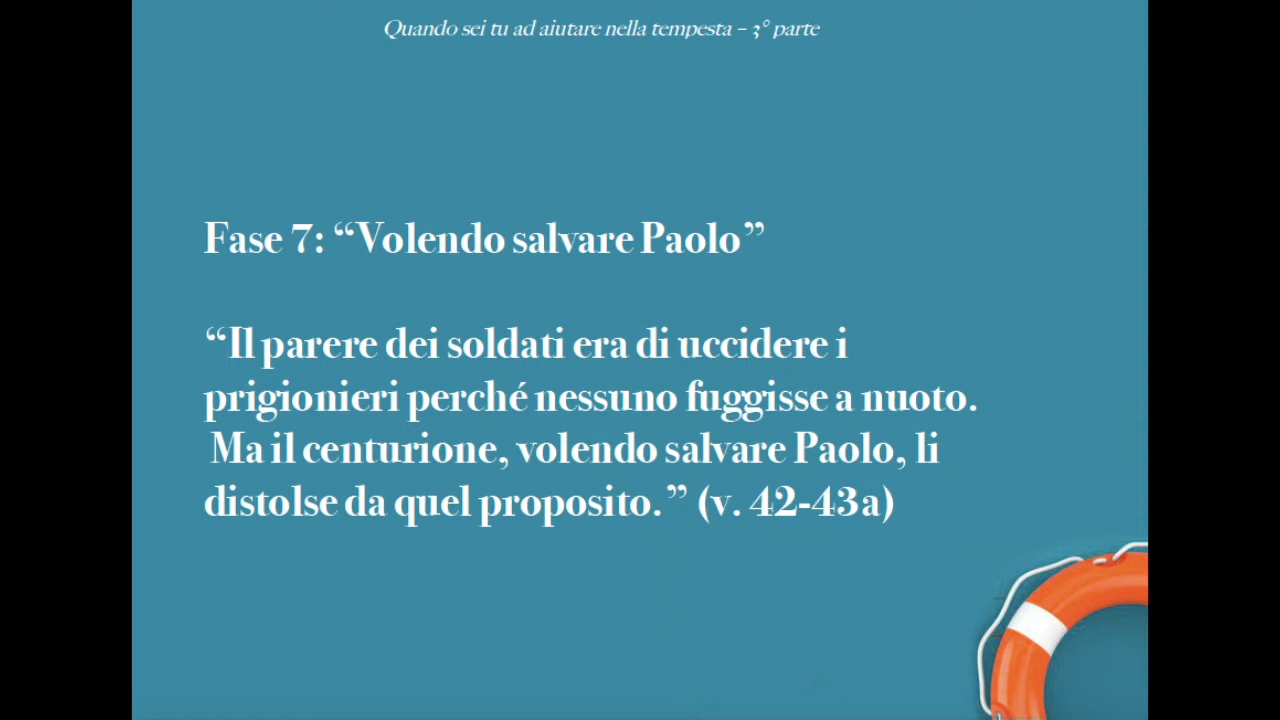 Quando sei tu ad aiutare nella tempesta – 3° parte
Fase 7: “Volendo salvare Paolo”
“Il parere dei soldati era di uccidere i
prigionieri perché nessuno fuggisse a nuoto.
Ma il centurione, volendo salvare Paolo, li
distolse da quel proposito.” (v. 42-43a)